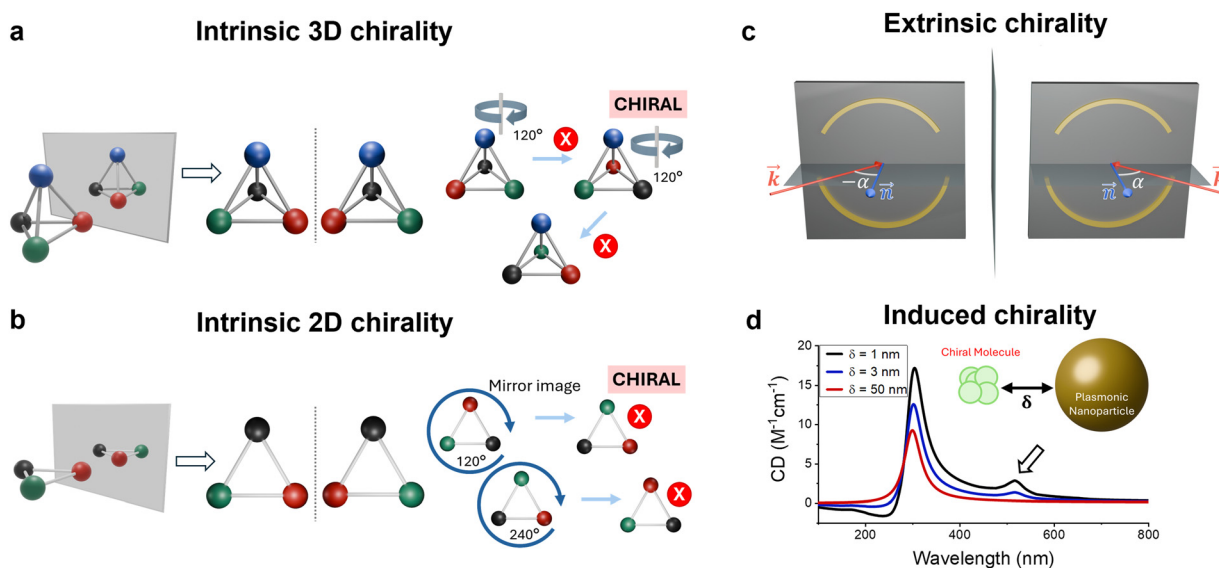 a
Intrinsic 3D chirality
120°
X
CHIRAL
120°
X
b
Intrinsic 2D chirality
Mirror image
CHIRAL
120°
X
240°
X
c
Extrinsic chirality
k
−α
n
n
α
k
d
Induced chirality
CD (M⁻¹cm⁻¹)
20
15
10
5
0
δ = 1 nm
δ = 3 nm
δ = 50 nm
Chiral Molecule
δ
Plasmonic
Nanoparticle
200
400
600
800
Wavelength (nm)